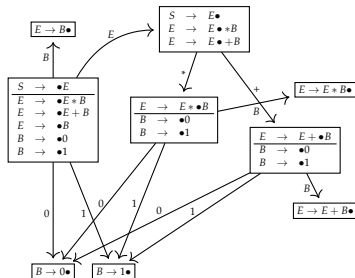 S → E●
E → E●∗B
E → E●+B
E → B●
E
B
S → ●E
E → ●E ∗ B
E → ●E + B
E → ●B
B → ●0
B → ●1
∗
+
E → E ∗ B●
E → E ∗ ●B
B → ●0
B → ●1
B
E → E + ●B
B → ●0
B → ●1
B
0
1
0
1
0
1
E → E + B●
B → 0●
B → 1●